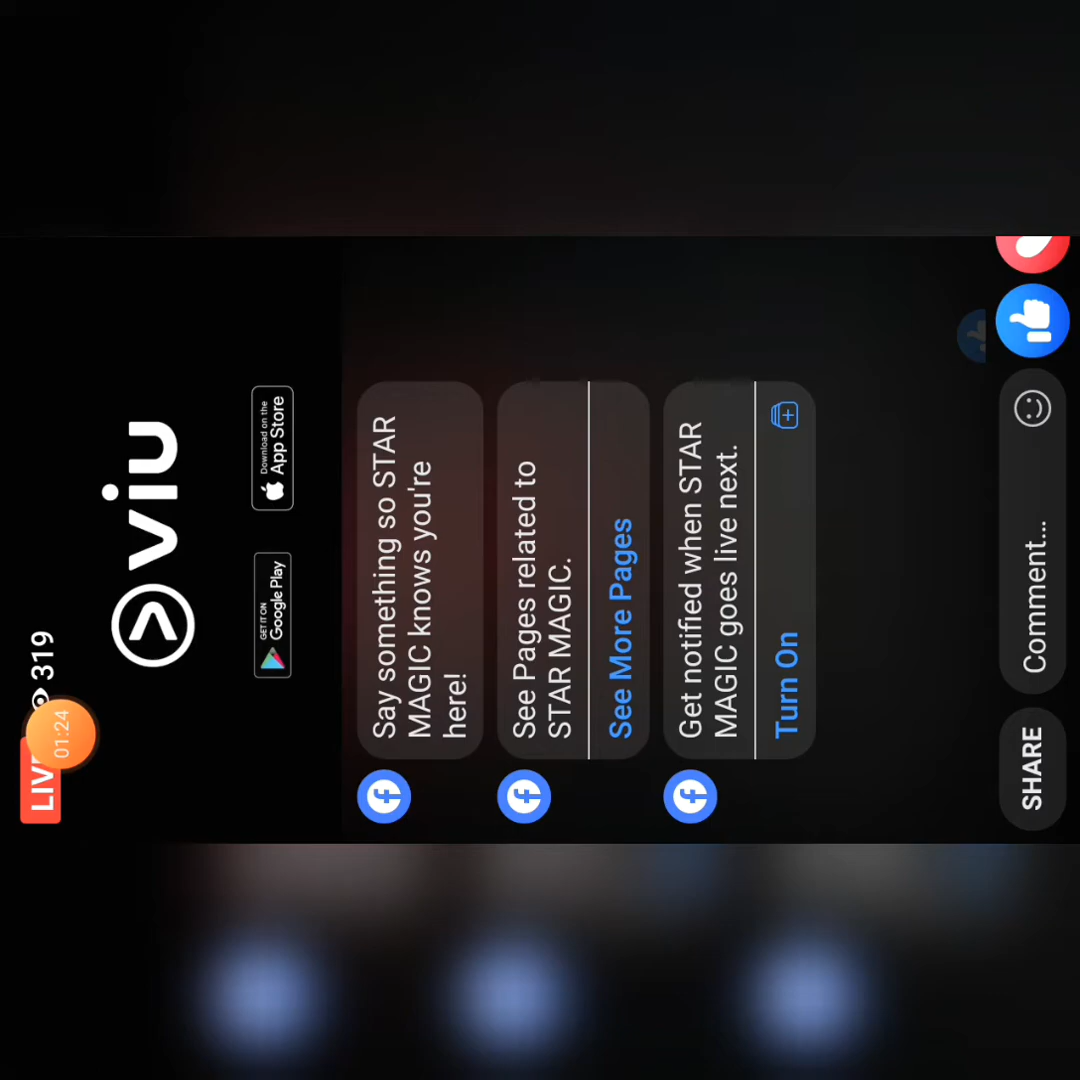 LIVE
319
01:24
viu
GET IT ON
Google Play
Download on the
App Store
Say something so STAR
MAGIC knows you're
here!
See Pages related to
STAR MAGIC.
See More Pages
Get notified when STAR
MAGIC goes live next.
Turn On
SHARE
Comment...